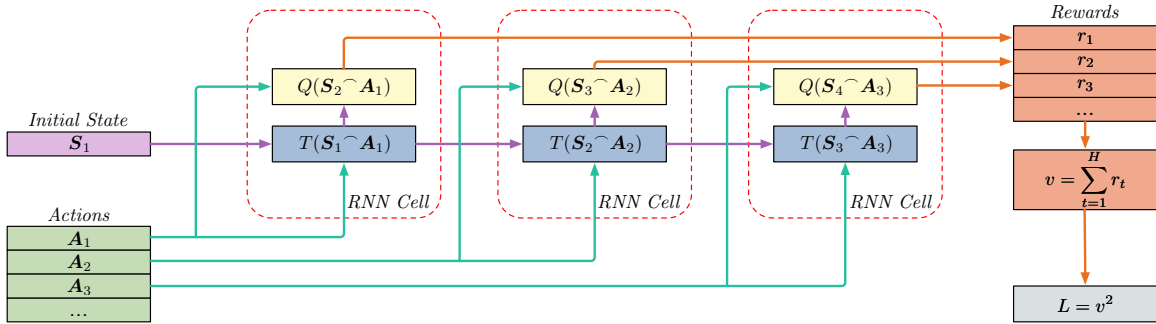 Rewards
r₁
r₂
r₃
...
Q(S₂⌢A₁)
Q(S₃⌢A₂)
Q(S₄⌢A₃)
Initial State
S₁
T(S₁⌢A₁)
T(S₂⌢A₂)
T(S₃⌢A₃)
RNN Cell
RNN Cell
RNN Cell
v = ∑_{t=1}^{H} r_t
Actions
A₁
A₂
A₃
...
L = v²